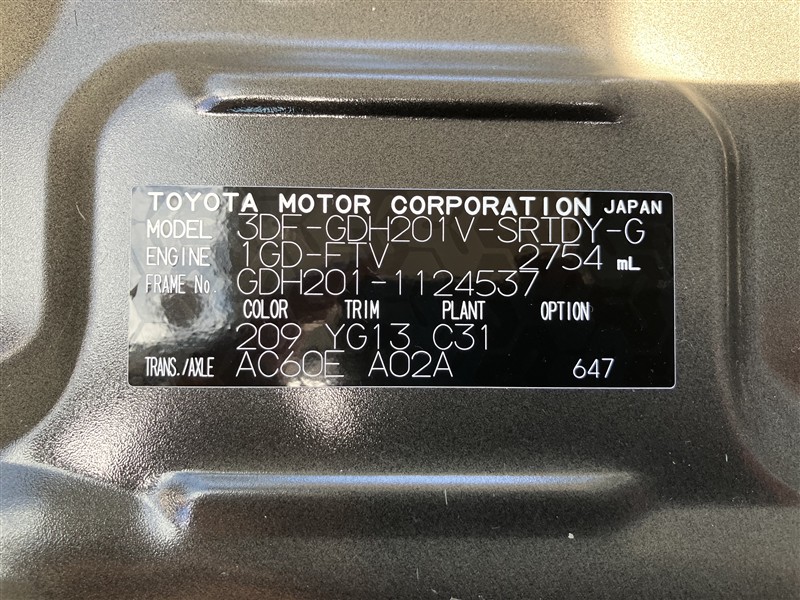 TOYOTA MOTOR CORPORATION JAPAN
MODEL 3DF-GDH201V-SRTDY-G
ENGINE 1GD-FTV 2754 mL
FRAME No. GDH201-1124537
COLOR TRIM PLANT OPTION
209 YG13 C31
TRANS./AXLE AC60E A02A 647